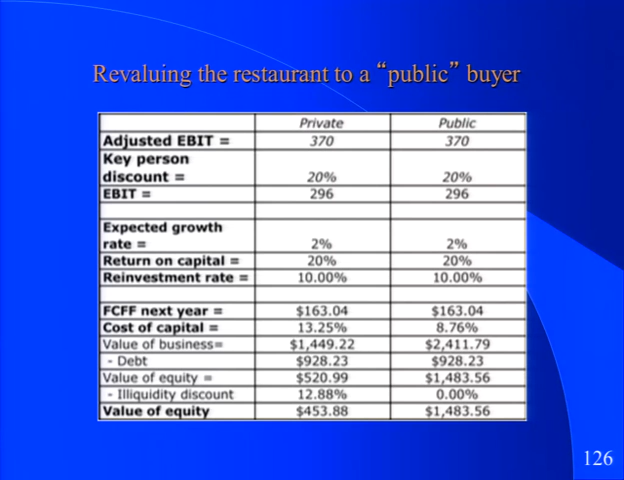 Revaluing the restaurant to a “public” buyer
Private Public
Adjusted EBIT = 370 370
Key person
discount = 20% 20%
EBIT = 296 296
Expected growth
rate = 2% 2%
Return on capital = 20% 20%
Reinvestment rate = 10.00% 10.00%
FCFF next year = $163.04 $163.04
Cost of capital = 13.25% 8.76%
Value of business= $1,449.22 $2,411.79
- Debt $928.23 $928.23
Value of equity = $520.99 $1,483.56
- Illiquidity discount 12.88% 0.00%
Value of equity $453.88 $1,483.56
126